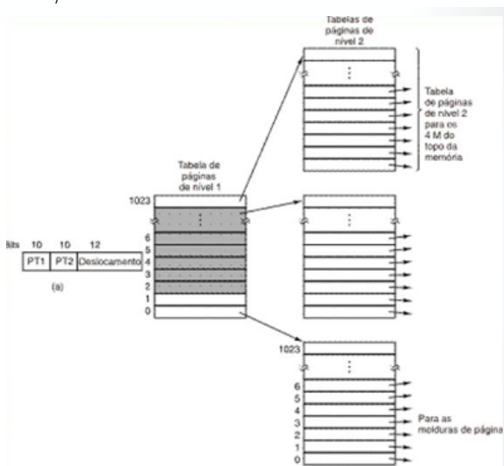 Tabelas de
páginas de
nível 2
Tabela
de páginas
de nível 2
para os
4 M do
topo da
memória
Tabela de
páginas
de nível 1
1023
6
5
4
3
2
1
0
Bits 10 10 12
PT1 PT2 Deslocamento
(a)
1023
6
5
4
3
2
1
0
Para as
molduras de página